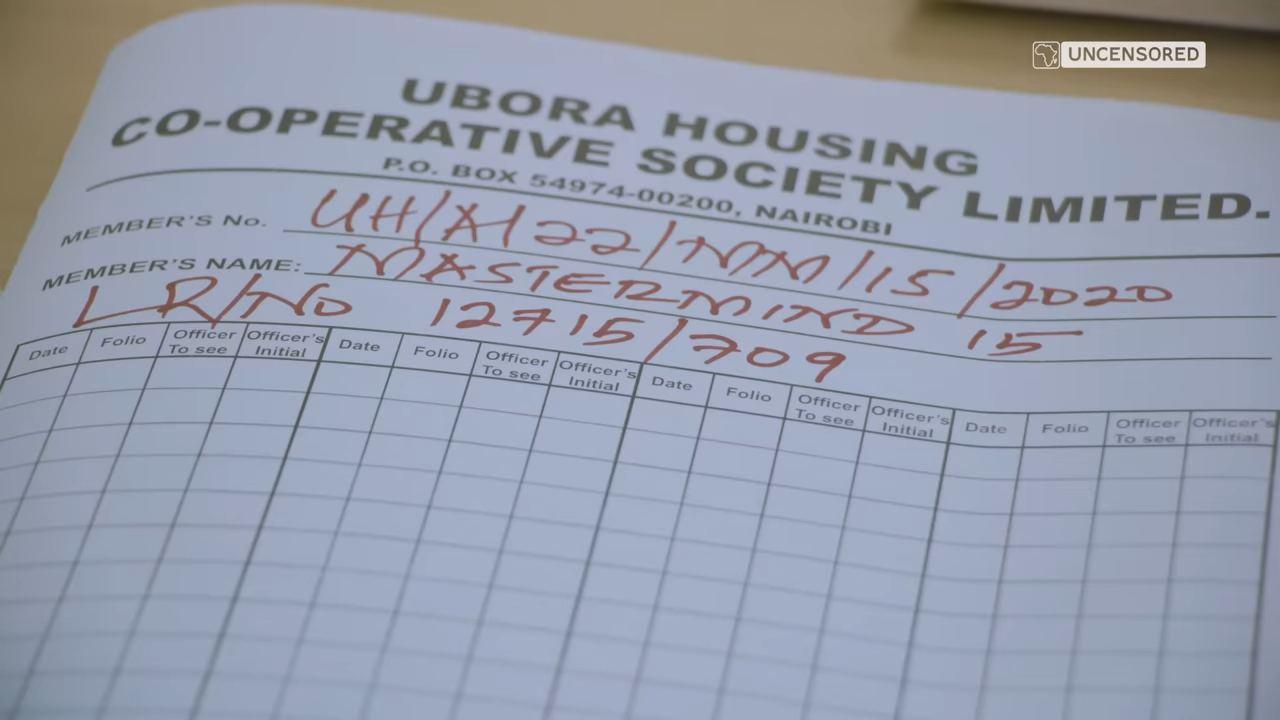 UNCENSORED
UBORA HOUSING
CO-OPERATIVE SOCIETY LIMITED.
P.O. BOX 54974-00200, NAIROBI
MEMBER'S No. UH/A/22/MM/15/2020
MEMBER'S NAME: MASTERMIND 15
LR/No 12715/709
Date Folio Officer To see Officer's Initial Date Folio Officer To see Officer's Initial Date Folio Officer To see Officer's Initial Date Folio Officer To see Officer's Initial